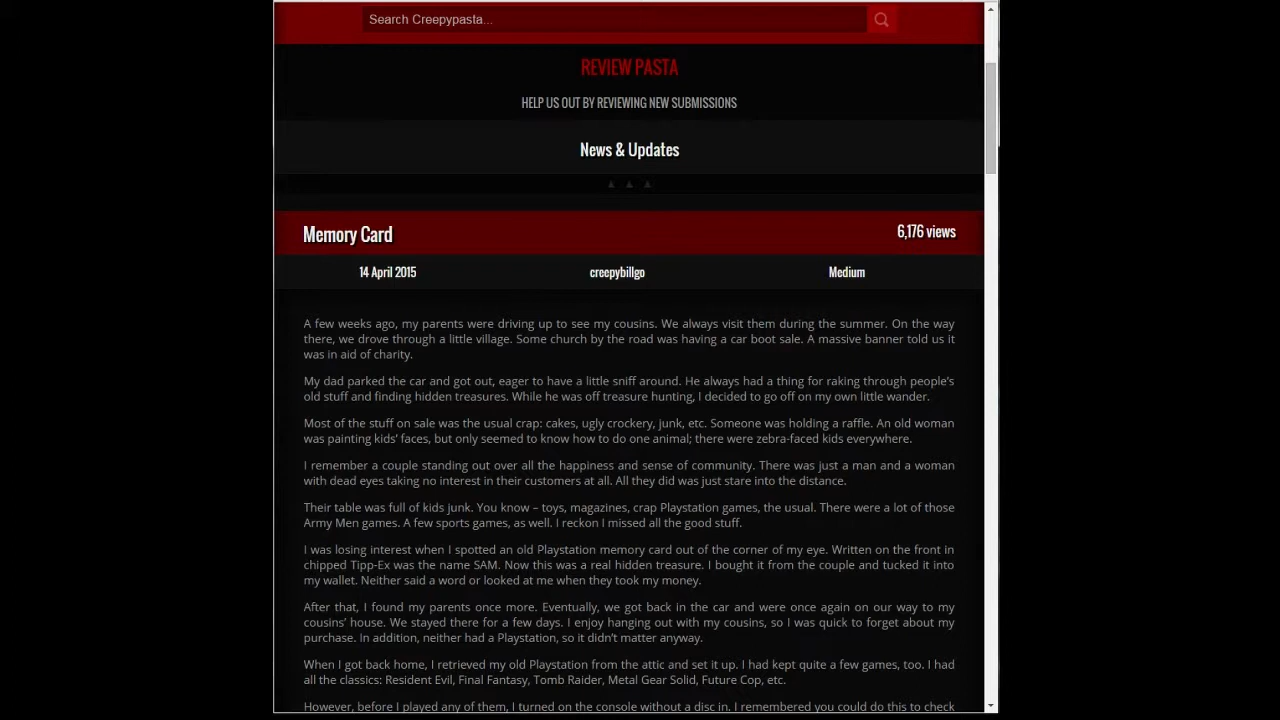 Search Creepypasta...
REVIEW PASTA
HELP US OUT BY REVIEWING NEW SUBMISSIONS
News & Updates
Memory Card
6,176 views
14 April 2015
creepybillgo
Medium
A few weeks ago, my parents were driving up to see my cousins. We always visit them during the summer. On the way
there, we drove through a little village. Some church by the road was having a car boot sale. A massive banner told us it
was in aid of charity.
My dad parked the car and got out, eager to have a little sniff around. He always had a thing for raking through people's
old stuff and finding hidden treasures. While he was off treasure hunting, I decided to go off on my own little wander.
Most of the stuff on sale was the usual crap: cakes, ugly crockery, junk, etc. Someone was holding a raffle. An old woman
was painting kids' faces, but only seemed to know how to do one animal; there were zebra-faced kids everywhere.
I remember a couple standing out over all the happiness and sense of community. There was just a man and a woman
with dead eyes taking no interest in their customers at all. All they did was just stare into the distance.
Their table was full of kids junk. You know – toys, magazines, crap Playstation games, the usual. There were a lot of those
Army Men games. A few sports games, as well. I reckon I missed all the good stuff.
I was losing interest when I spotted an old Playstation memory card out of the corner of my eye. Written on the front in
chipped Tipp-Ex was the name SAM. Now this was a real hidden treasure. I bought it from the couple and tucked it into
my wallet. Neither said a word or looked at me when they took my money.
After that, I found my parents once more. Eventually, we got back in the car and were once again on our way to my
cousins' house. We stayed there for a few days. I enjoy hanging out with my cousins, so I was quick to forget about my
purchase. In addition, neither had a Playstation, so it didn't matter anyway.
When I got back home, I retrieved my old Playstation from the attic and set it up. I had kept quite a few games, too. I had
all the classics: Resident Evil, Final Fantasy, Tomb Raider, Metal Gear Solid, Future Cop, etc.
However, before I played any of them, I turned on the console without a disc in. I remembered you could do this to check